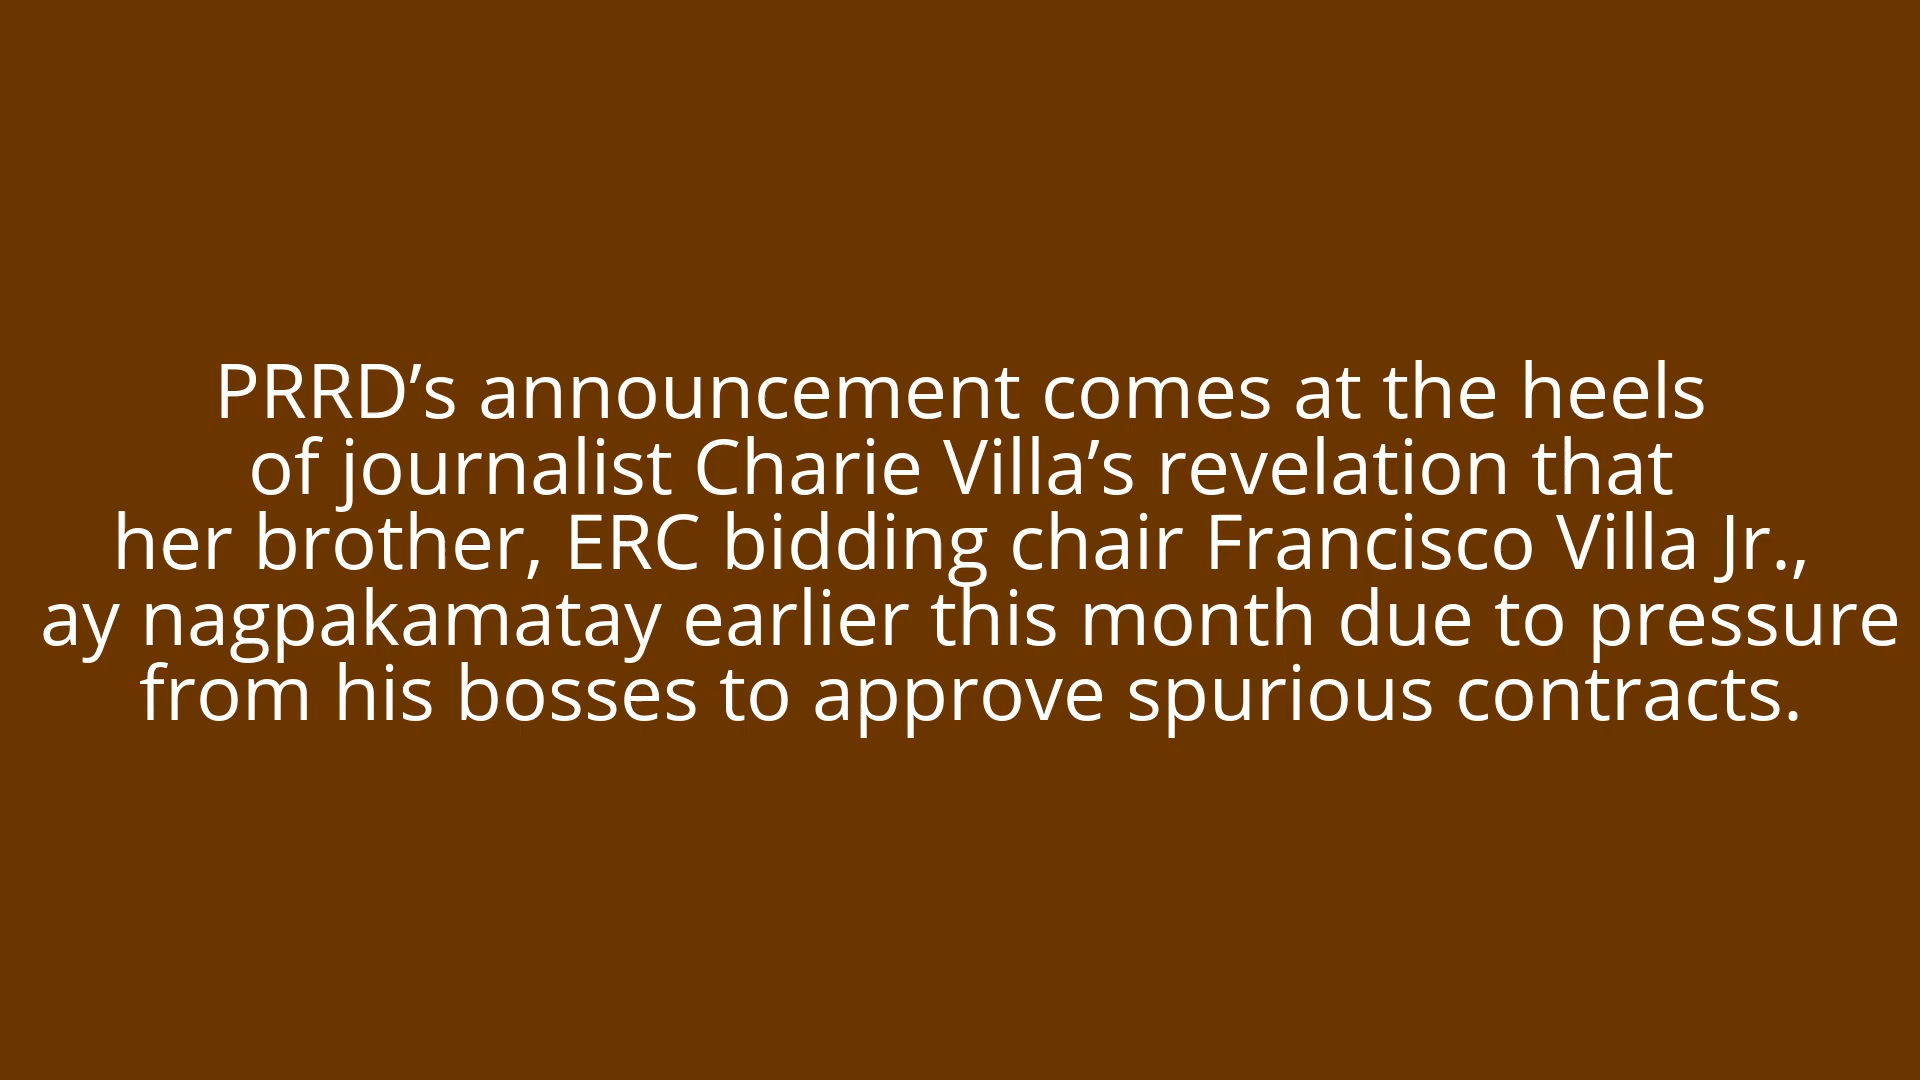 PRRD’s announcement comes at the heels
of journalist Charie Villa’s revelation that
her brother, ERC bidding chair Francisco Villa Jr.,
ay nagpakamatay earlier this month due to pressure
from his bosses to approve spurious contracts.